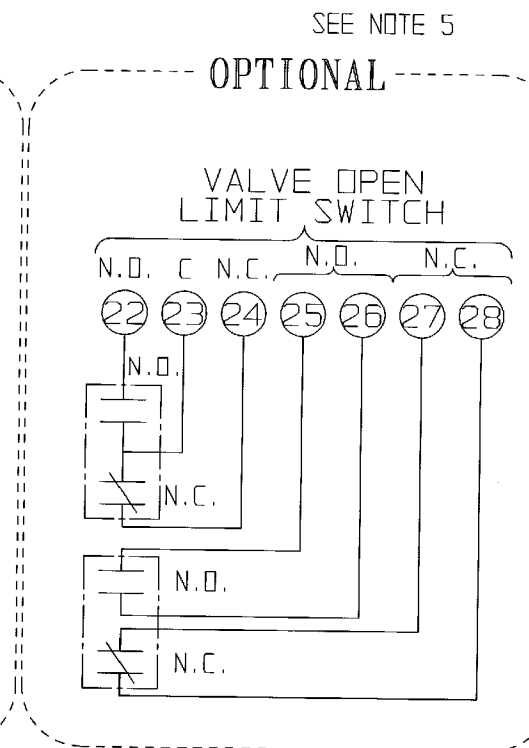 SEE NOTE 5
OPTIONAL
VALVE OPEN
LIMIT SWITCH
N.O. C N.C. N.O. N.C.
22 23 24 25 26 27 28
N.O.
N.C.
N.O.
N.C.